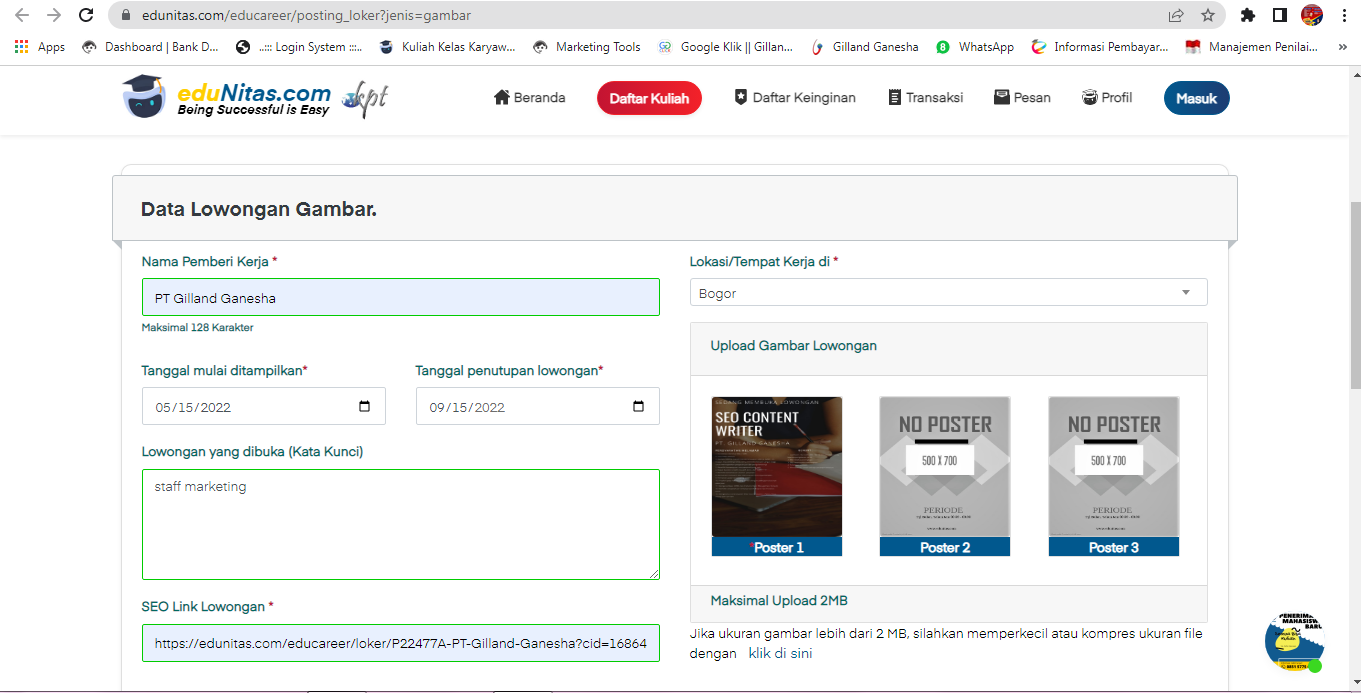 edunitas.com/educareer/posting_loker?jenis=gambar
Apps
Dashboard | Bank D...
..::: Login System :::..
Kuliah Kelas Karyaw...
Marketing Tools
Google Klik || Gillan...
Gilland Ganesha
WhatsApp
Informasi Pembayar...
Manajemen Penilai...
»
eduNitas.com
Being Successful is Easy
kpt
Beranda
Daftar Kuliah
Daftar Keinginan
Transaksi
Pesan
Profil
Masuk
Data Lowongan Gambar.
Nama Pemberi Kerja *
PT Gilland Ganesha
Maksimal 128 Karakter
Tanggal mulai ditampilkan*
05/15/2022
Tanggal penutupan lowongan*
09/15/2022
Lowongan yang dibuka (Kata Kunci)
staff marketing
SEO Link Lowongan *
https://edunitas.com/educareer/loker/P22477A-PT-Gilland-Ganesha?cid=16864
Lokasi/Tempat Kerja di *
Bogor
Upload Gambar Lowongan
SEDANG MEMBUKA LOWONGAN
SEO CONTENT
WRITER
PT. GILLAND GANESHA
*Poster 1
NO POSTER
500 X 700
PERIODE
Poster 2
NO POSTER
500 X 700
PERIODE
Poster 3
Maksimal Upload 2MB
Jika ukuran gambar lebih dari 2 MB, silahkan memperkecil atau kompres ukuran file
dengan klik di sini
PENERIMA
MAHASISW
BARU